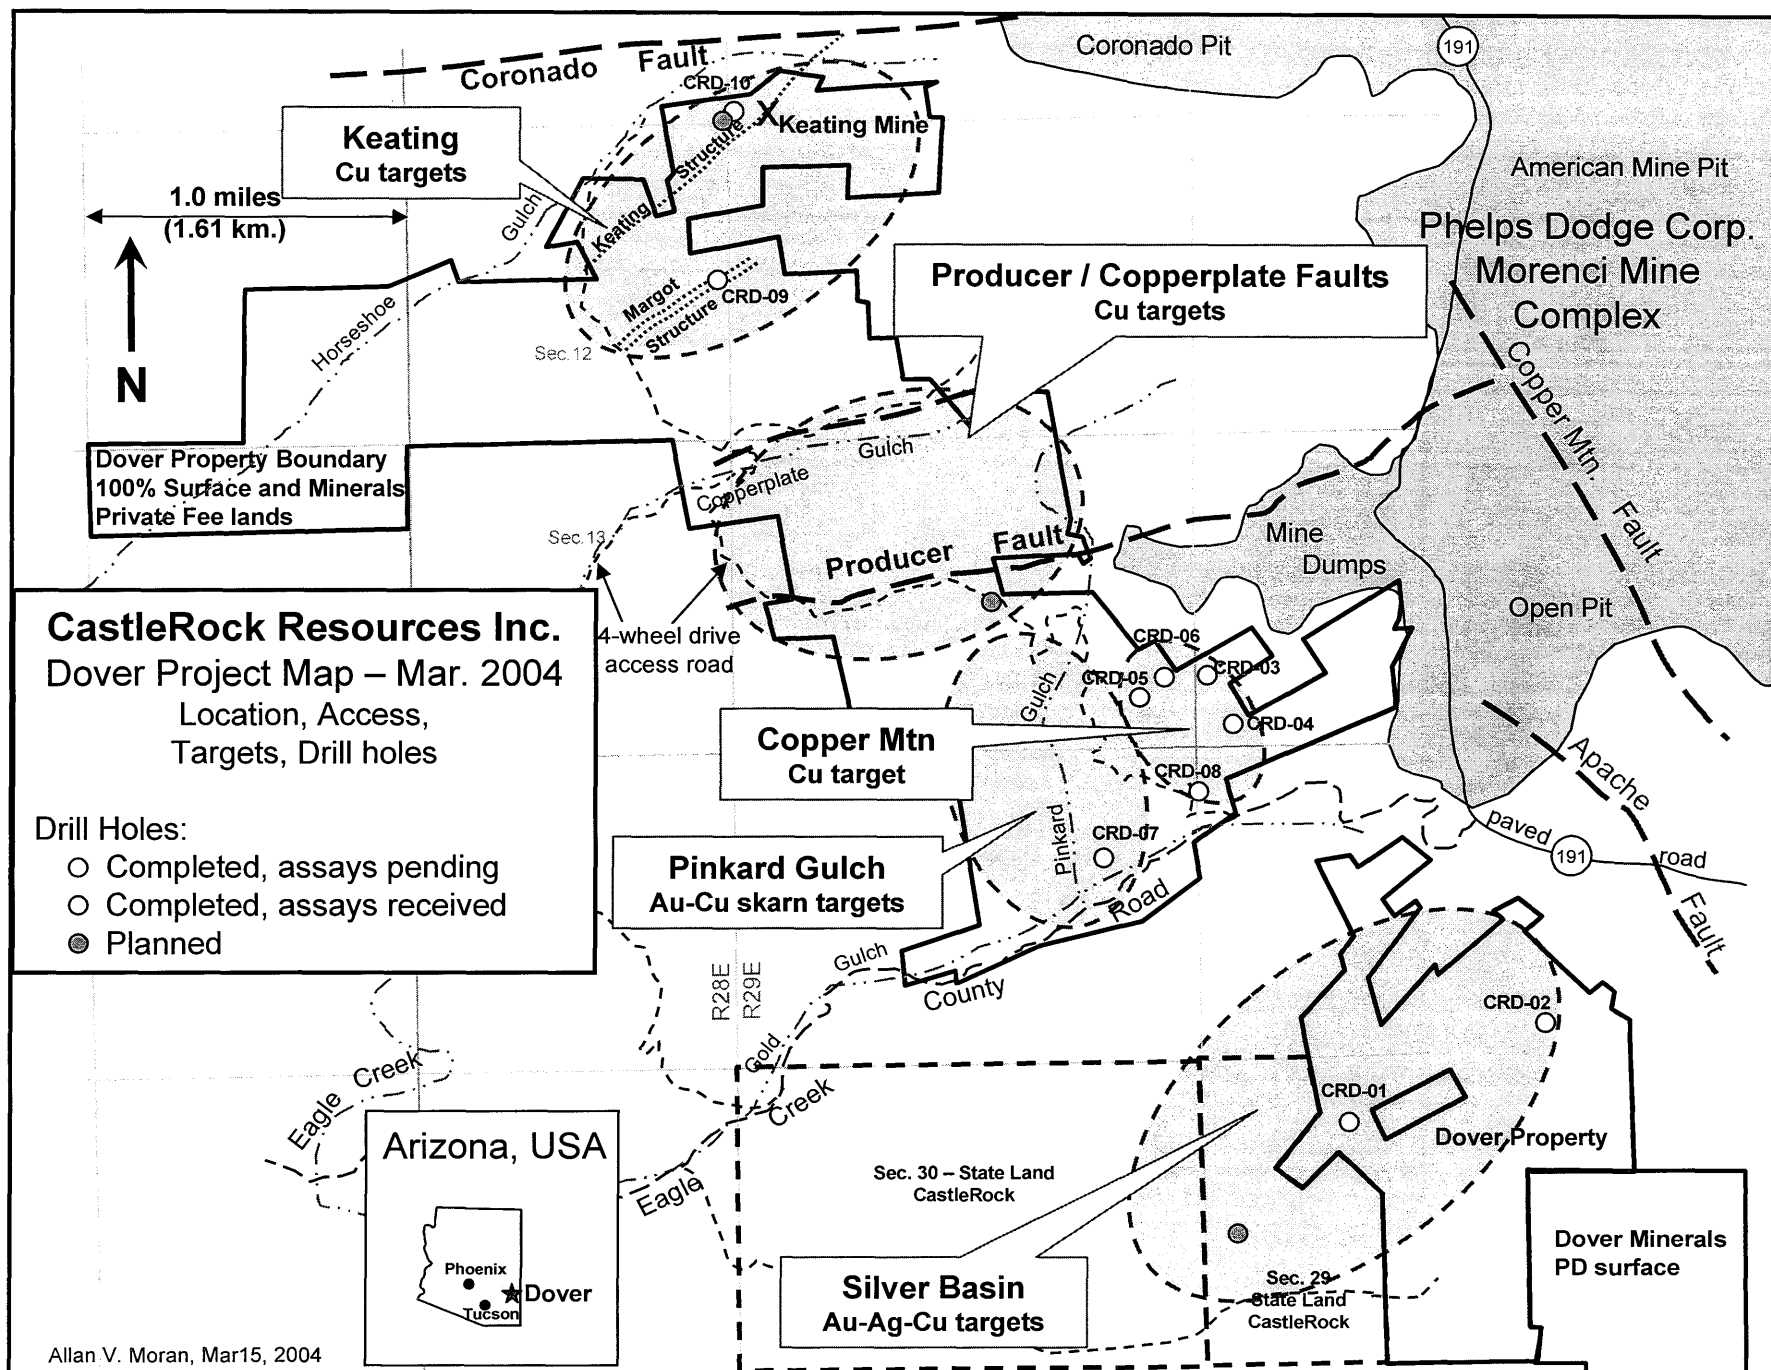 Coronado Pit
191
Coronado Fault
CRD-10
Keating
Cu targets
Keating Mine
Structure
Keating
American Mine Pit
Phelps Dodge Corp.
Morenci Mine
Complex
1.0 miles
(1.61 km.)
Gulch
N
Horseshoe
Margot
Structure
CRD-09
Sec.12
Producer / Copperplate Faults
Cu targets
Copper Mtn. Fault
Gulch
Copperplate
Dover Property Boundary
100% Surface and Minerals
Private Fee lands
Sec.13
Producer Fault
Mine
Dumps
Open Pit
CastleRock Resources Inc.
Dover Project Map – Mar. 2004
Location, Access,
Targets, Drill holes
4-wheel drive
access road
CRD-06
CRD-03
CRD-05
CRD-04
Gulch
Copper Mtn
Cu target
CRD-08
Apache Fault
Drill Holes:
Completed, assays pending
Completed, assays received
Planned
Pinkard Gulch
Au-Cu skarn targets
Pinkard
CRD-07
paved
191
road
Road
Gulch
County
R28E
R29E
Gold
CRD-02
Eagle Creek
Creek
Eagle
CRD-01
Dover Property
Arizona, USA
Phoenix
Tucson
Dover
Sec. 30 – State Land
CastleRock
Silver Basin
Au-Ag-Cu targets
Sec. 29
State Land
CastleRock
Dover Minerals
PD surface
Allan V. Moran, Mar15, 2004